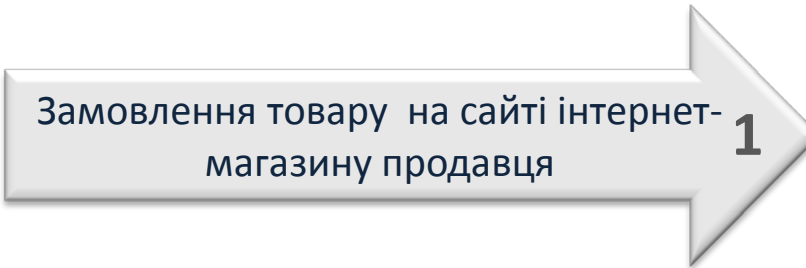 Замовлення товару на сайті інтернет-
магазину продавця
1